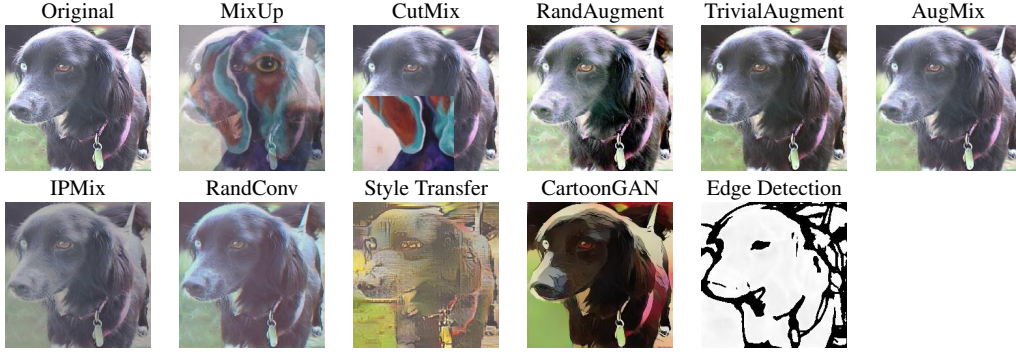 Original MixUp CutMix RandAugment TrivialAugment AugMix
IPMix RandConv Style Transfer CartoonGAN Edge Detection